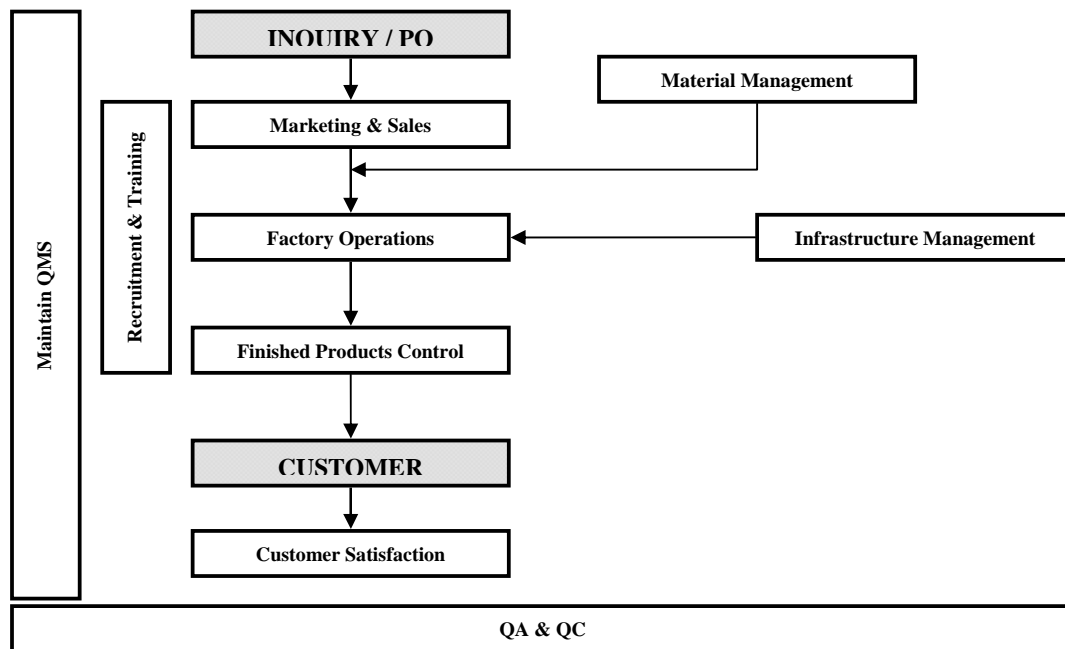 INQUIRY / PO
Material Management
Marketing & Sales
Recruitment & Training
Maintain QMS
Factory Operations
Infrastructure Management
Finished Products Control
CUSTOMER
Customer Satisfaction
QA & QC